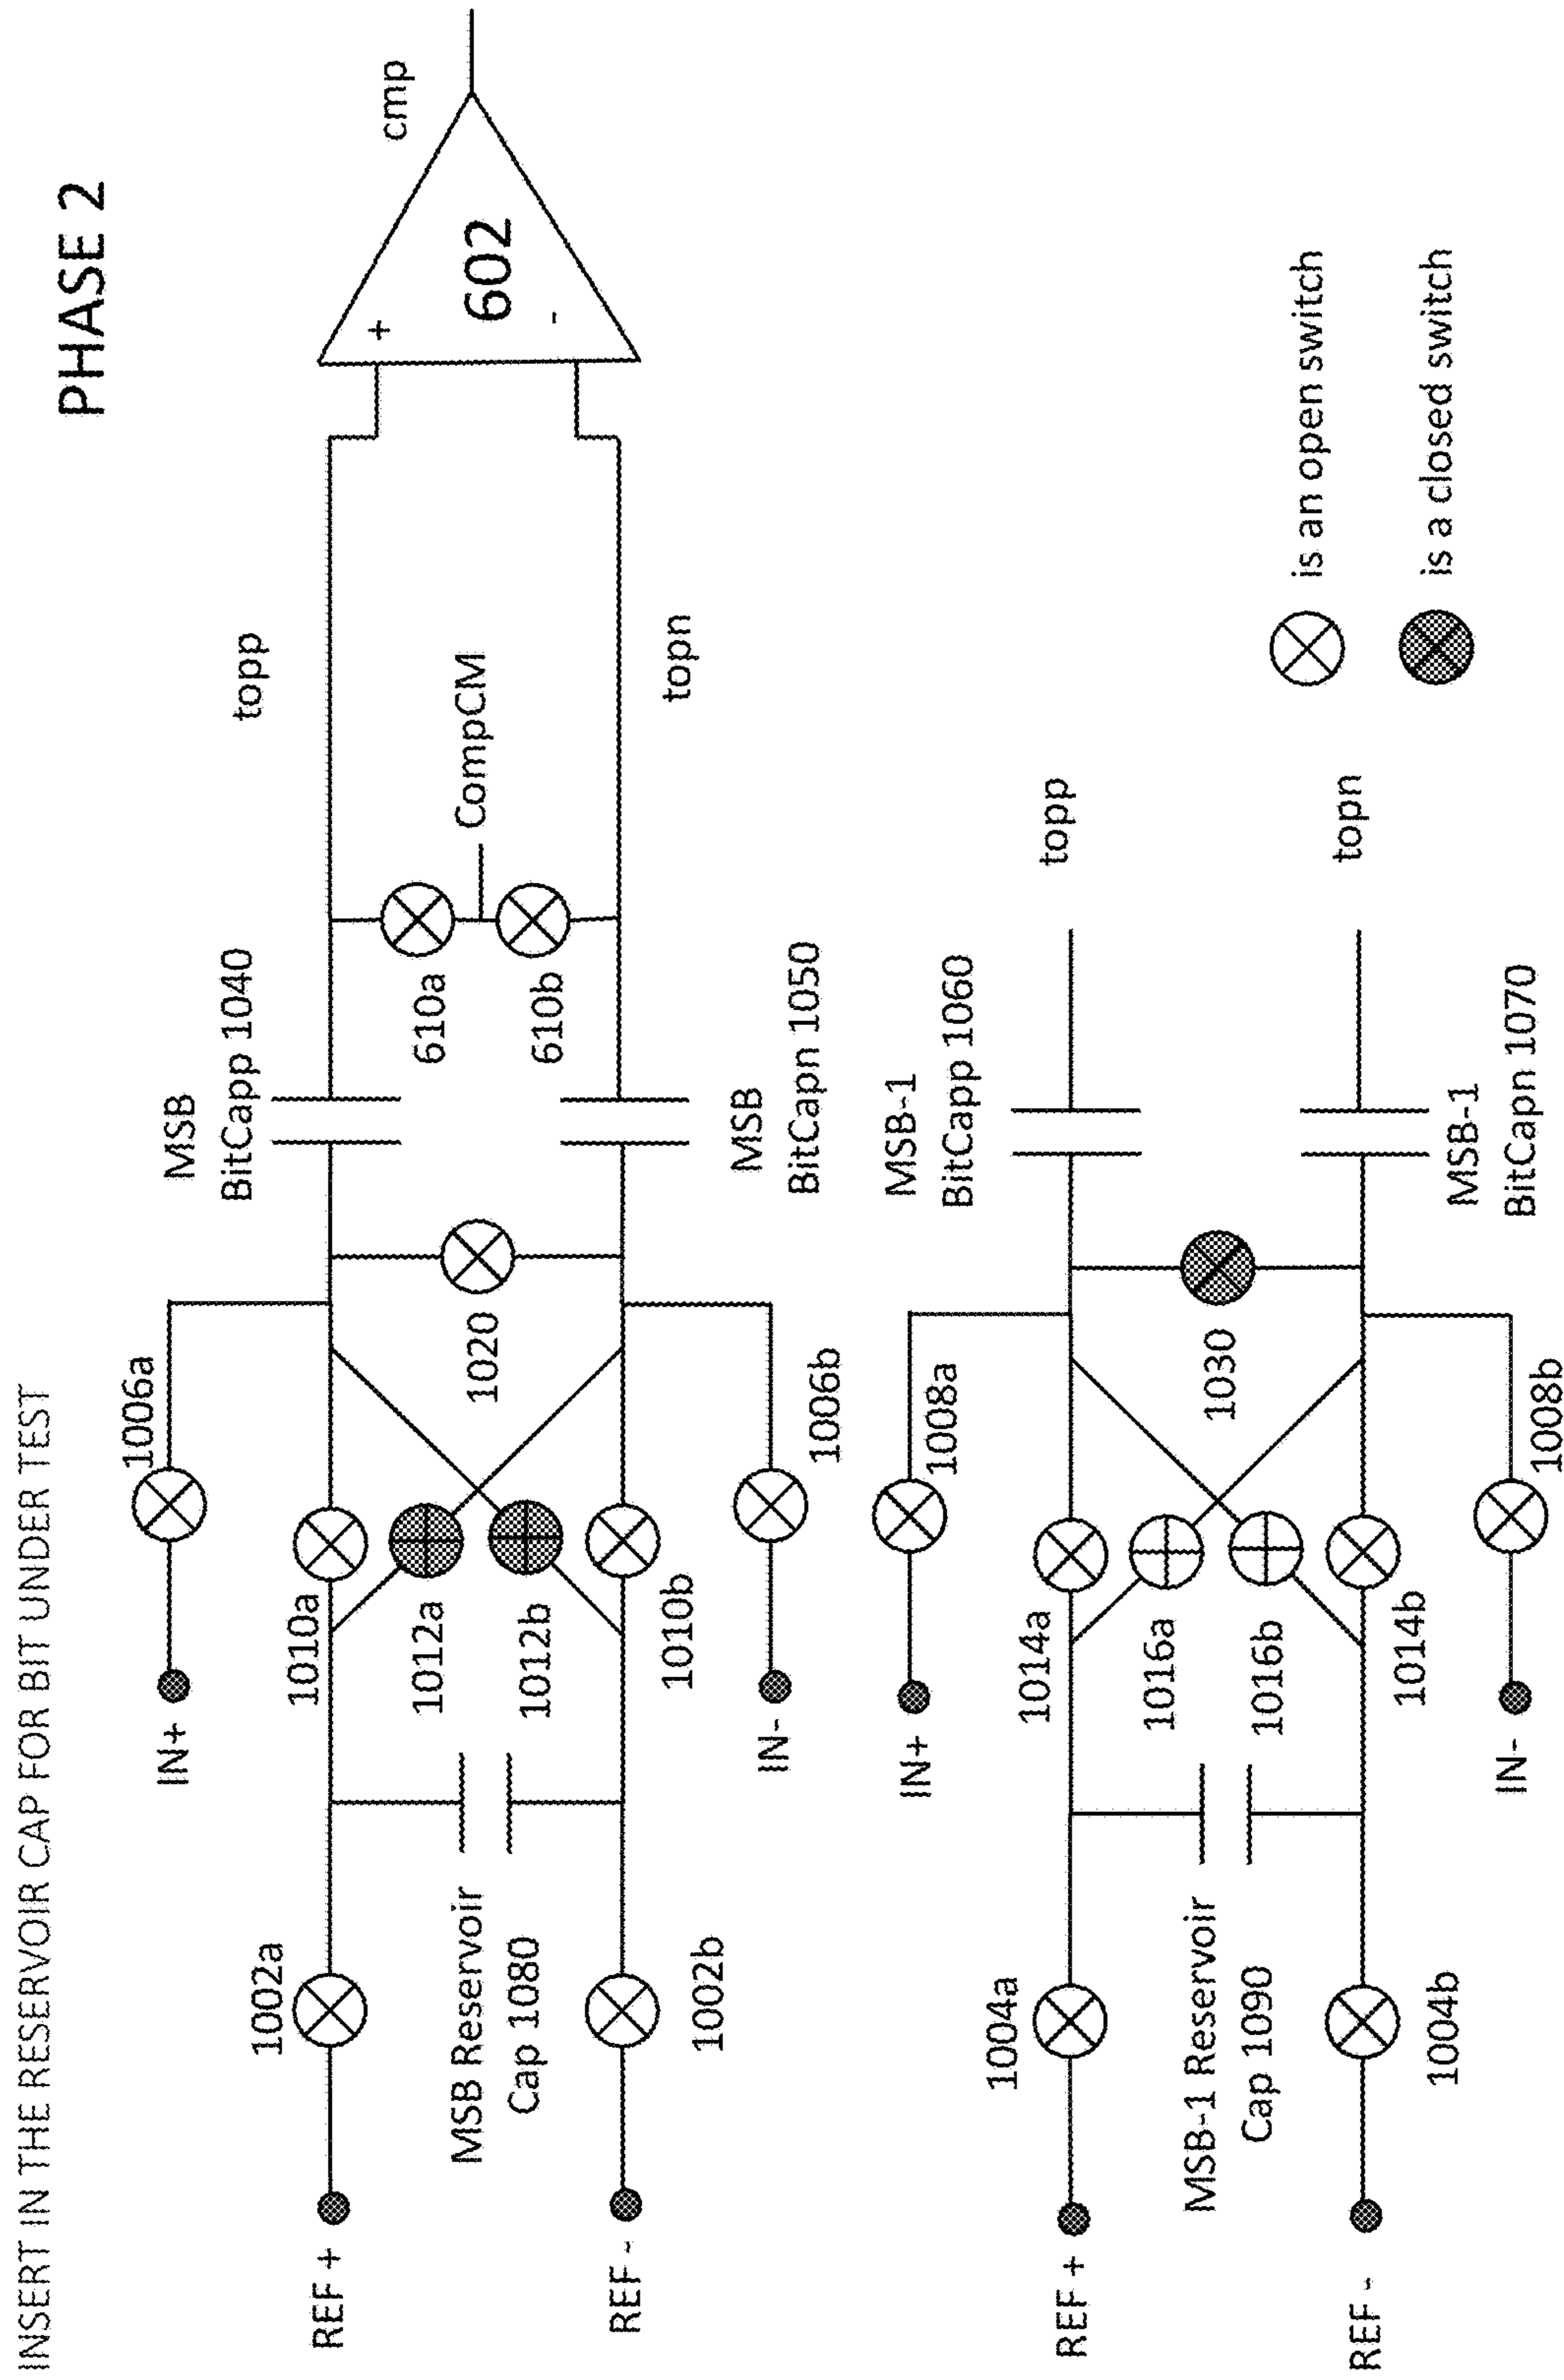 INSERT IN THE RESERVOIR CAP FOR BIT UNDER TEST
PHASE 2
IN+
1006a
MSB
BitCapp 1040
topp
cmp
REF +
1002a
1010a
MSB Reservoir
Cap 1080
1012a
1012b
1020
610a
610b
CompCM
+
602
-
REF -
1002b
1010b
topn
IN-
1006b
MSB
BitCapn 1050
IN+
1008a
MSB-1
BitCapp 1060
REF +
1004a
1014a
topp
MSB-1 Reservoir
Cap 1090
1016a
1016b
1030
REF -
1004b
1014b
topn
IN-
1008b
MSB-1
BitCapn 1070
is an open switch
is a closed switch